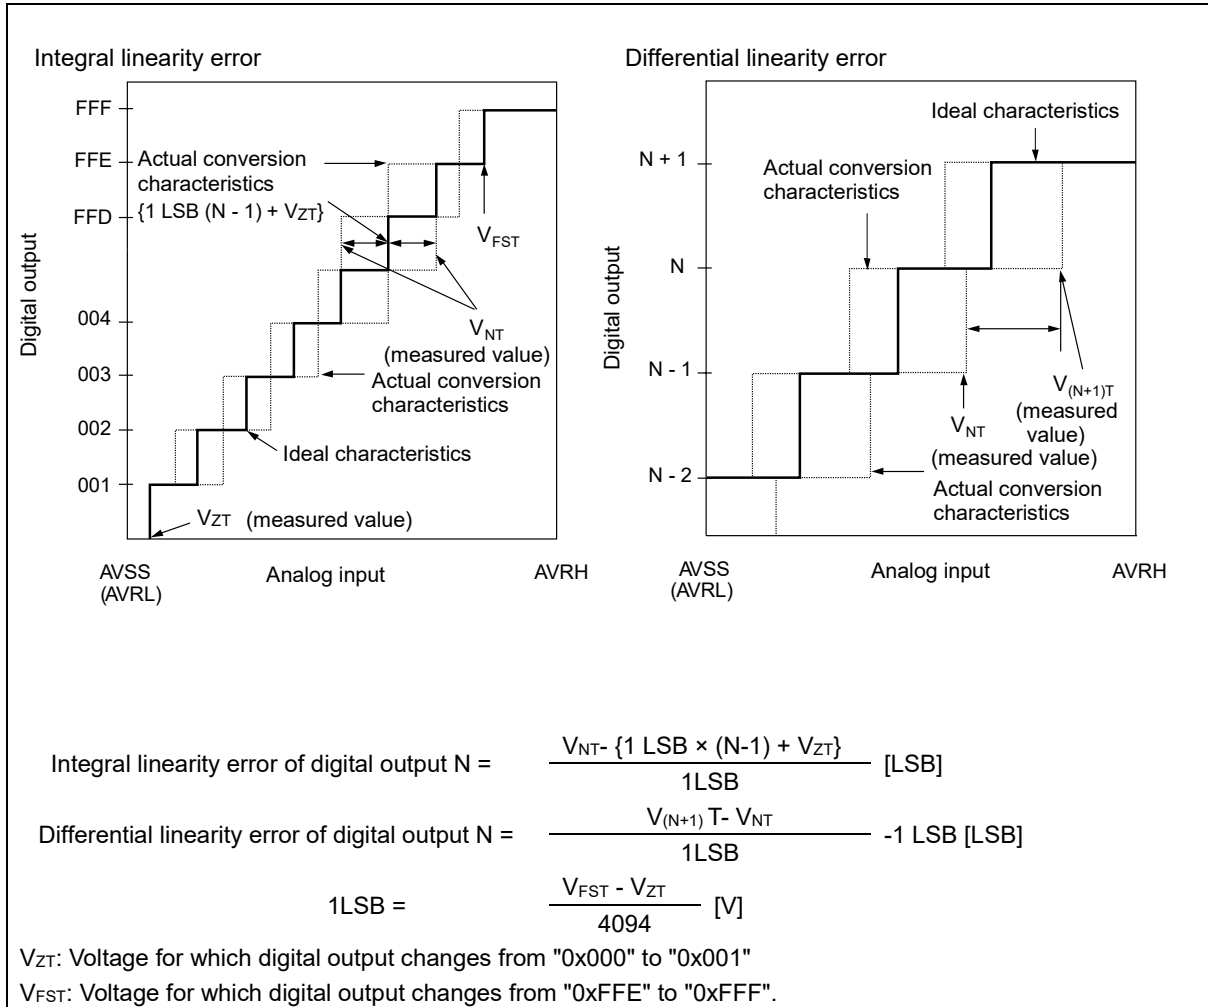 Integral linearity error
FFF
FFE
FFD
004
003
002
001
Digital output
Actual conversion
characteristics
{1 LSB (N - 1) + VZT}
VFST
VNT
(measured value)
Actual conversion
characteristics
Ideal characteristics
VZT (measured value)
AVSS
(AVRL)
Analog input
AVRH
Differential linearity error
N + 1
N
N - 1
N - 2
Digital output
Ideal characteristics
Actual conversion
characteristics
V(N+1)T
(measured
value)
VNT
(measured value)
Actual conversion
characteristics
AVSS
(AVRL)
Analog input
AVRH
Integral linearity error of digital output N = VNT- {1 LSB × (N-1) + VZT} [LSB]
1LSB
Differential linearity error of digital output N = V(N+1) T- VNT -1 LSB [LSB]
1LSB
1LSB = VFST - VZT [V]
4094
VZT: Voltage for which digital output changes from "0x000" to "0x001"
VFST: Voltage for which digital output changes from "0xFFE" to "0xFFF".